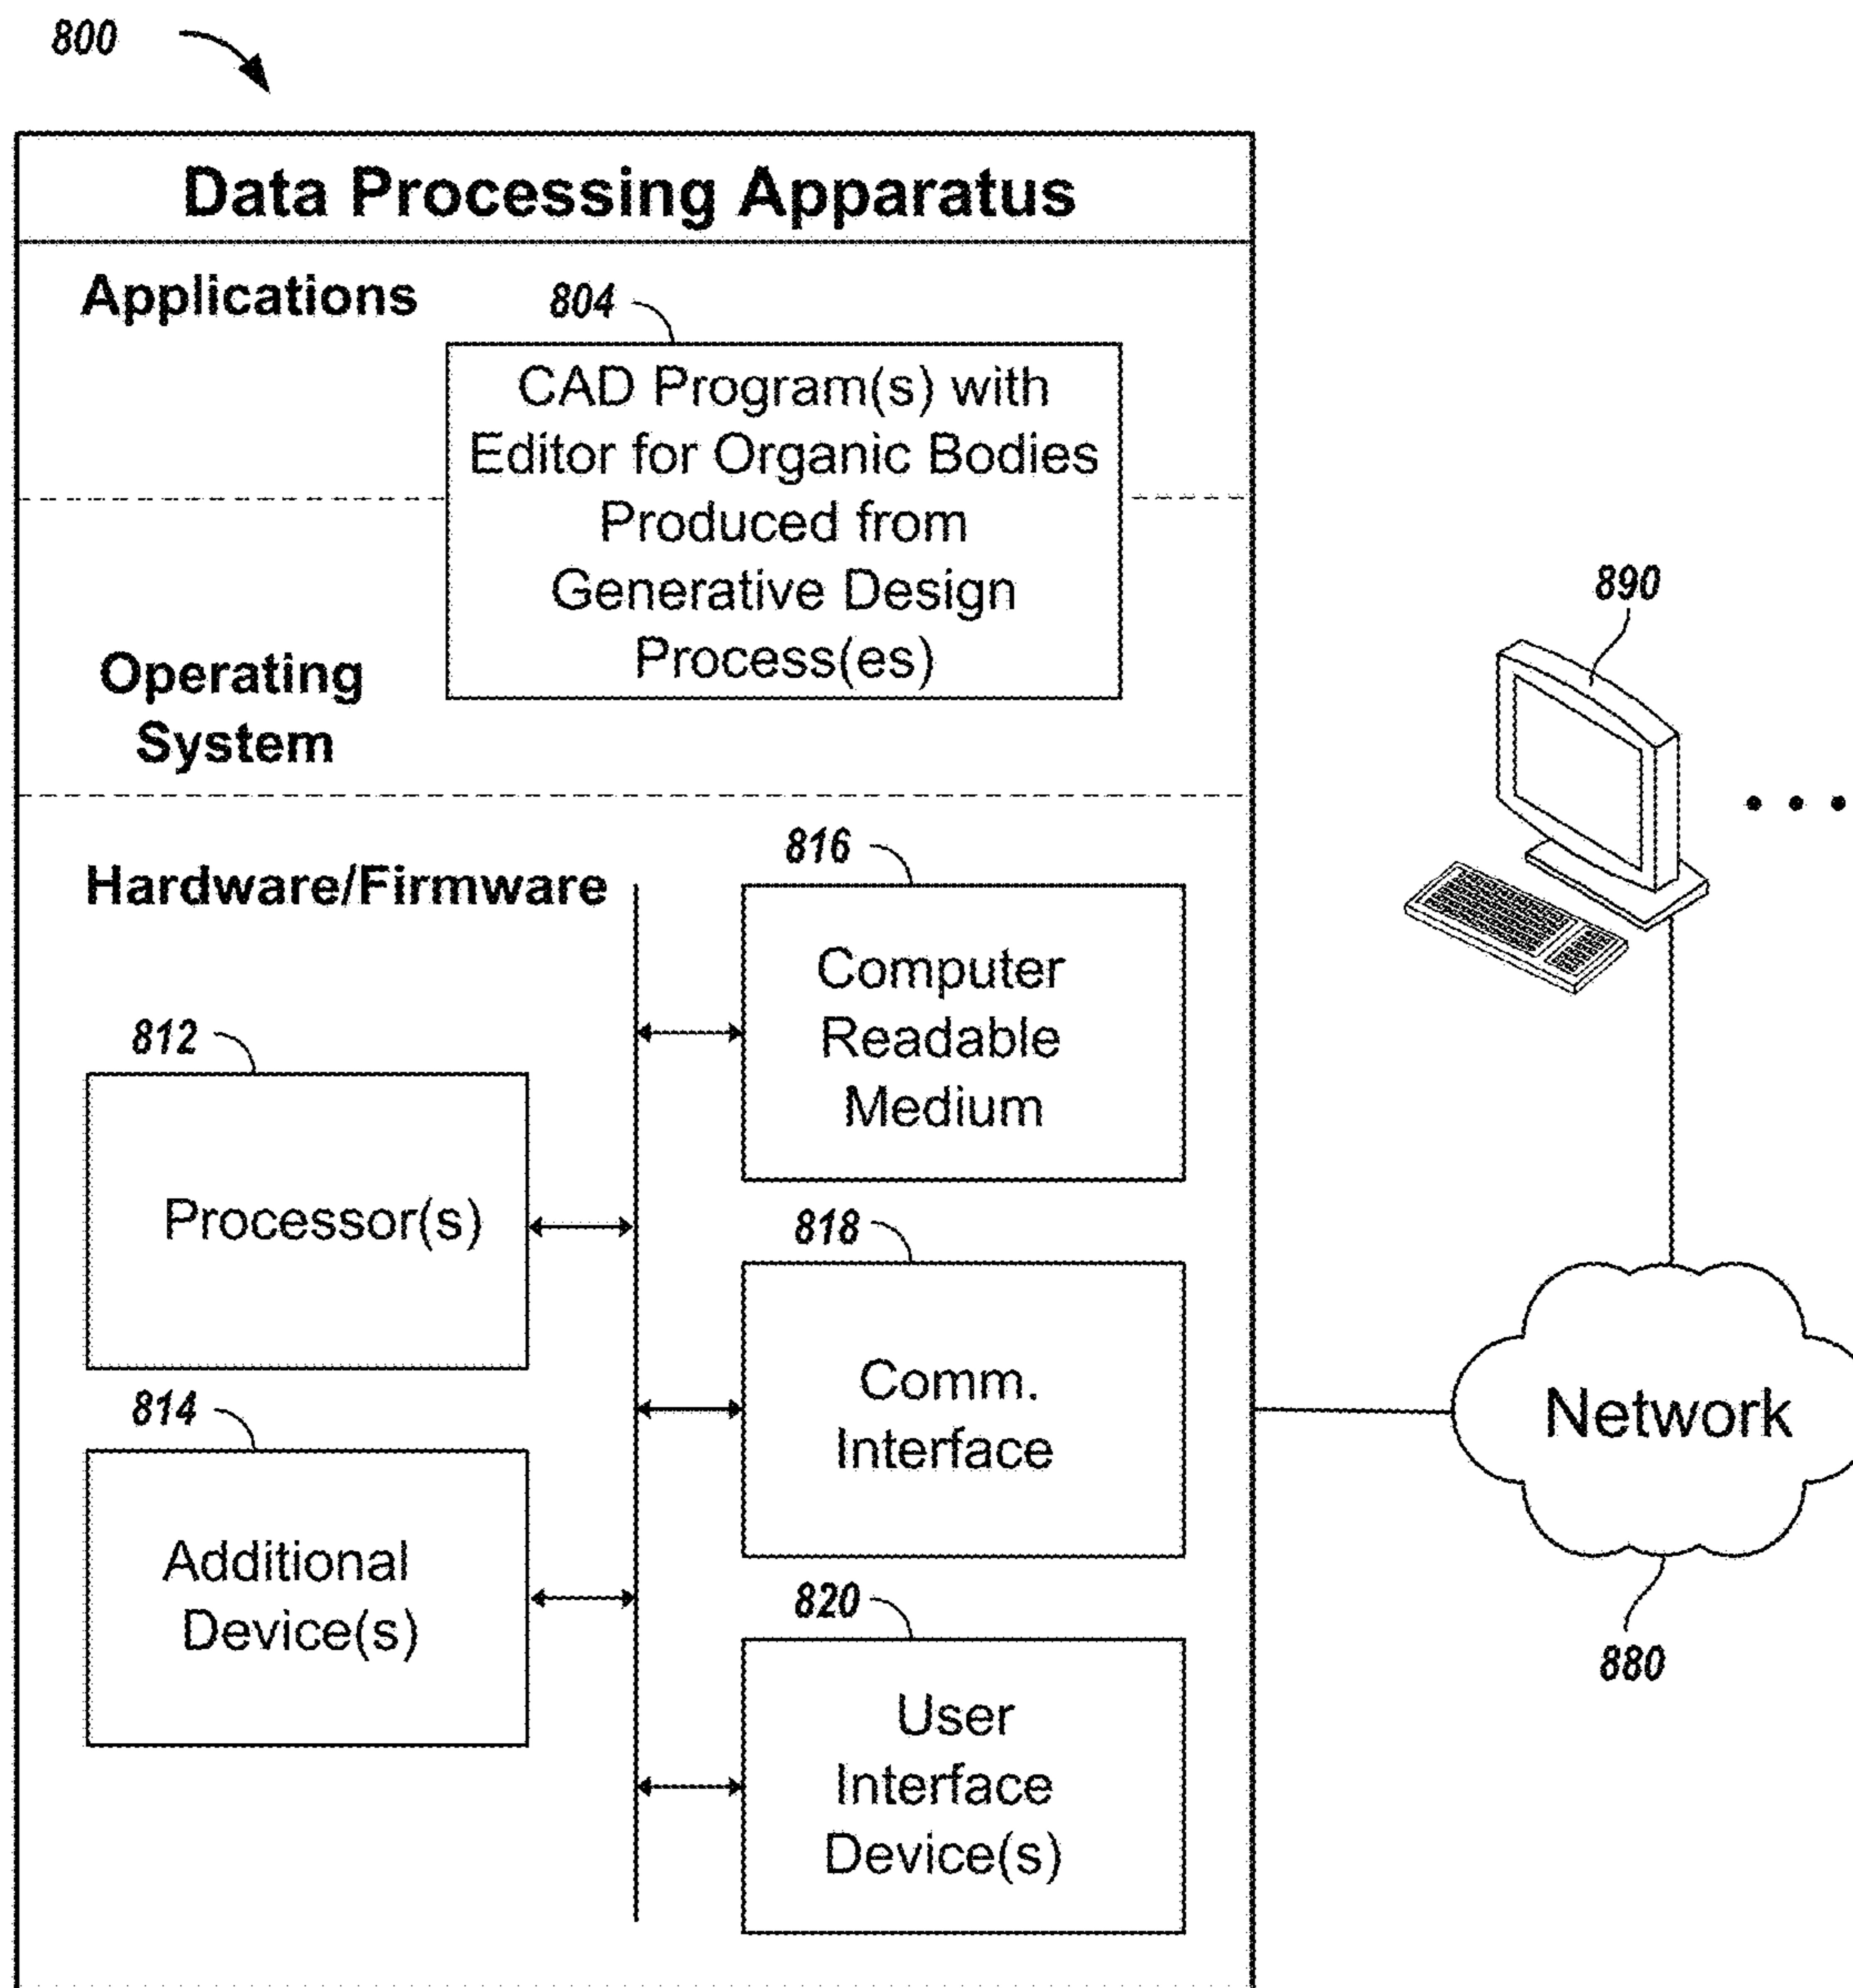 800
Data Processing Apparatus
Applications
804
CAD Program(s) with
Editor for Organic Bodies
Produced from
Generative Design
Process(es)
Operating
System
890
Hardware/Firmware
816
Computer
Readable
Medium
812
Processor(s)
818
Comm.
Interface
814
Additional
Device(s)
820
User
Interface
Device(s)
Network
880